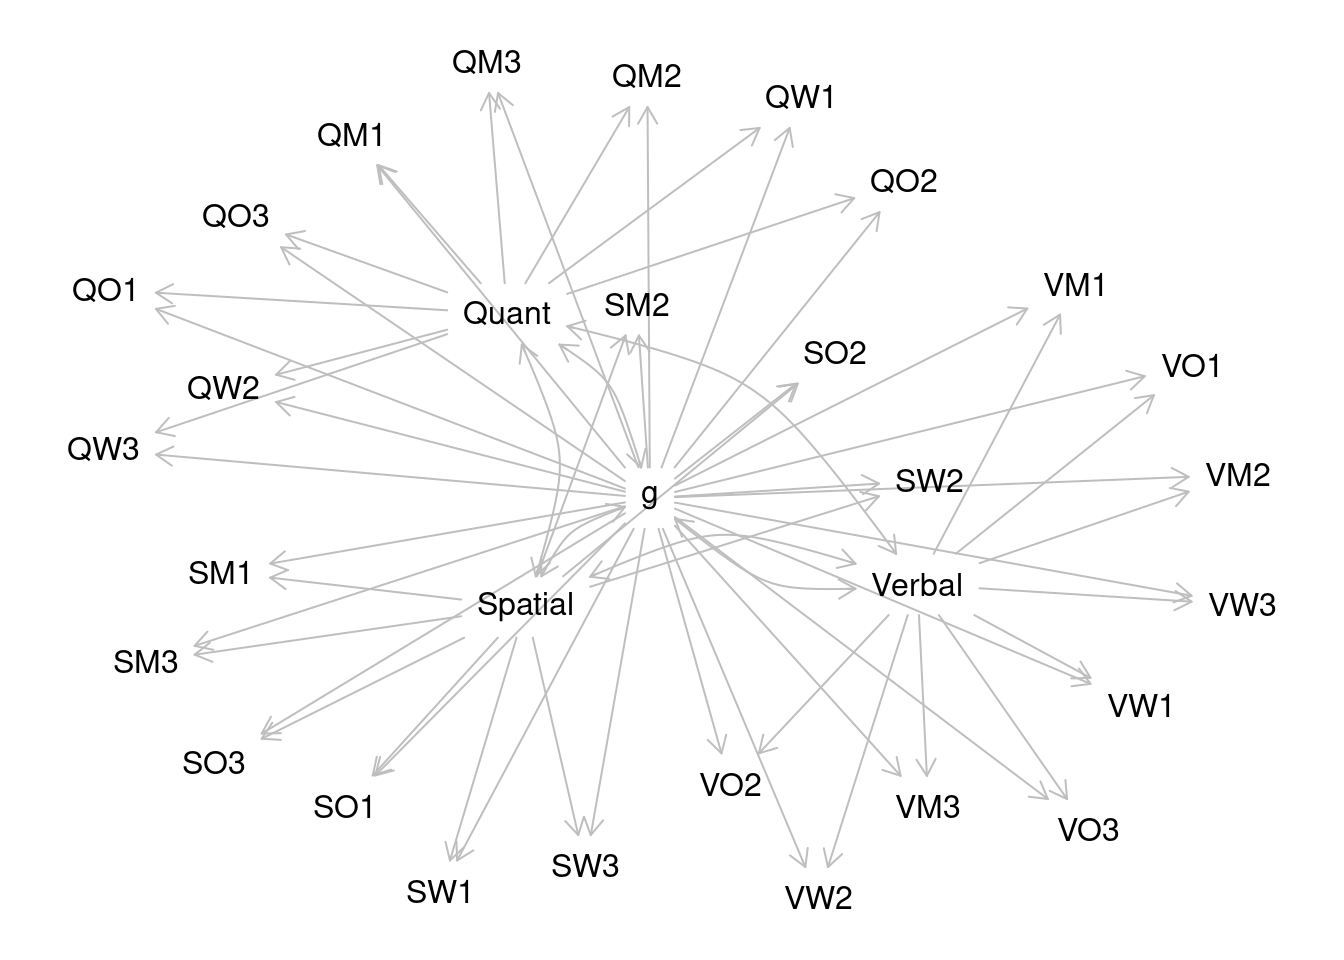 QM3
QM2
QW1
QM1
QO2
QO3
VM1
QO1
SM2
Quant
SO2
VO1
QW2
QW3
VM2
SW2
g
SM1
Verbal
Spatial
VW3
SM3
VW1
SO3
VO2
SO1
VM3
VO3
SW3
SW1
VW2